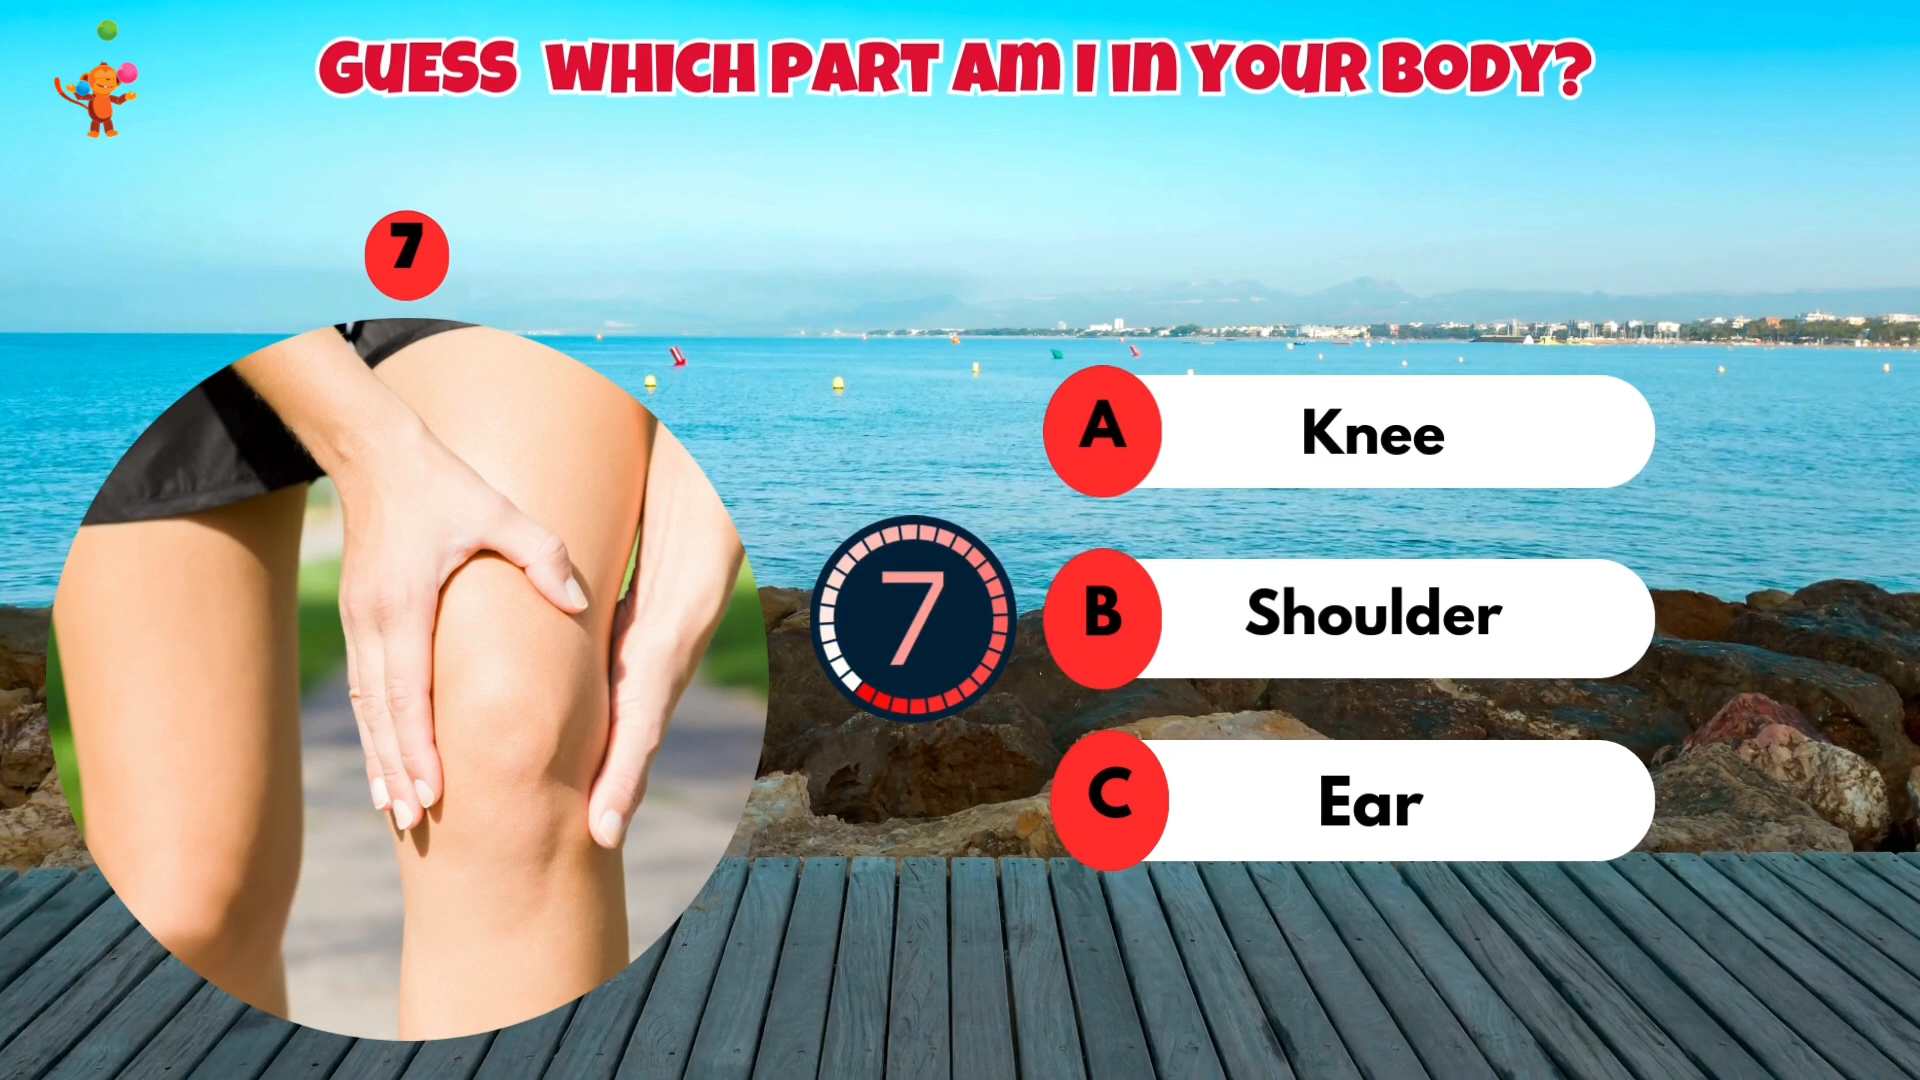 GUESS WHICH PART AM I IN YOUR BODY?
7
A Knee
7
B Shoulder
C Ear